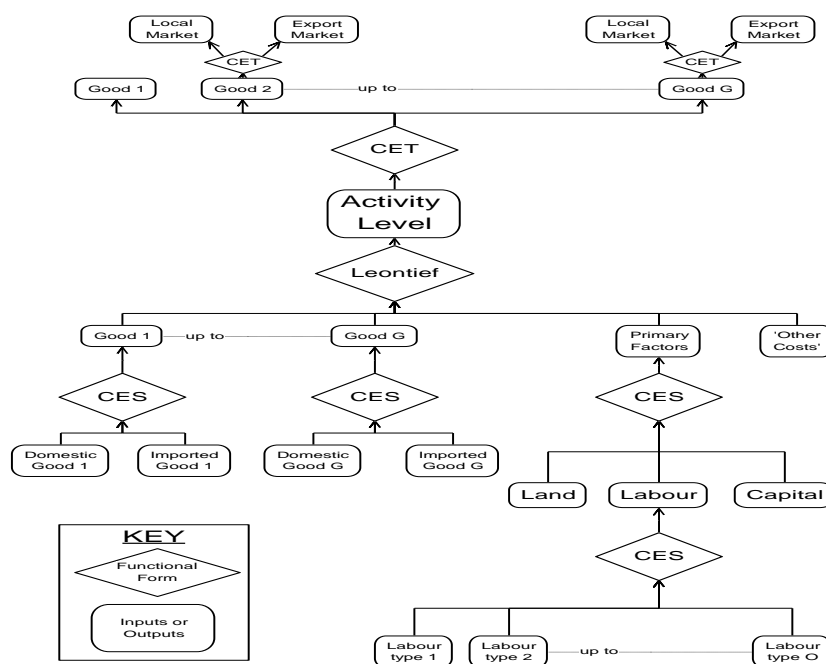 Local
Market
Export
Market
Local
Market
Export
Market
CET
CET
Good 1
Good 2
up to
Good G
CET
Activity
Level
Leontief
Good 1
up to
Good G
Primary
Factors
'Other
Costs'
CES
CES
CES
Domestic
Good 1
Imported
Good 1
Domestic
Good G
Imported
Good G
Land
Labour
Capital
KEY
Functional
Form
Inputs or
Outputs
CES
Labour
type 1
Labour
type 2
up to
Labour
type O